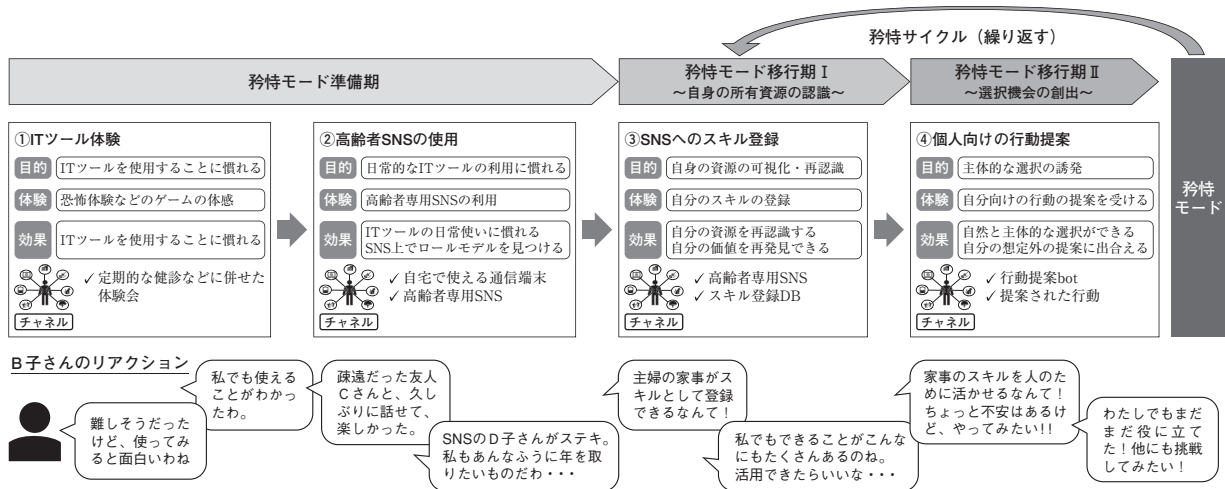 矜特サイクル（繰り返す）
矜特モード準備期
矜特モード移行期Ⅰ
～自身の所有資源の認識～
矜特モード移行期Ⅱ
～選択機会の創出～
矜特
モード
①ITツール体験
目的 ITツールを使用することに慣れる
体験 恐怖体験などのゲームの体感
効果 ITツールを使用することに慣れる
✓ 定期的な健診などに併せた
体験会
チャネル
②高齢者SNSの使用
目的 日常的なITツールの利用に慣れる
体験 高齢者専用SNSの利用
効果 ITツールの日常使いに慣れる
SNS上でロールモデルを見つける
✓ 自宅で使える通信端末
✓ 高齢者専用SNS
チャネル
③SNSへのスキル登録
目的 自身の資源の可視化・再認識
体験 自分のスキルの登録
効果 自分の資源を再認識する
自分の価値を再発見できる
✓ 高齢者専用SNS
✓ スキル登録DB
チャネル
④個人向けの行動提案
目的 主体的な選択の誘発
体験 自分向けの行動の提案を受ける
効果 自然と主体的な選択ができる
自分の想定外の提案に出合える
✓ 行動提案bot
✓ 提案された行動
チャネル
B子さんのリアクション
難しそうだった
けど、使ってみ
ると面白いわね
私でも使える
ことがわかっ
たわ。
疎遠だった友人
Cさんと、久し
ぶりに話せて、
楽しかった。
SNSのD子さんがステキ。
私もあんなふうに年を取
りたいものだわ・・・
主婦の家事がス
キルとして登録
できるなんて！
私でもできることがこんな
にもたくさんあるのね。
活用できたらいいな・・・
家事のスキルを人のた
めに活かせるなんて！
ちょっと不安はあるけ
ど、やってみたい!!
わたしでもまだ
まだ役に立て
た！他にも挑戦
してみたい！